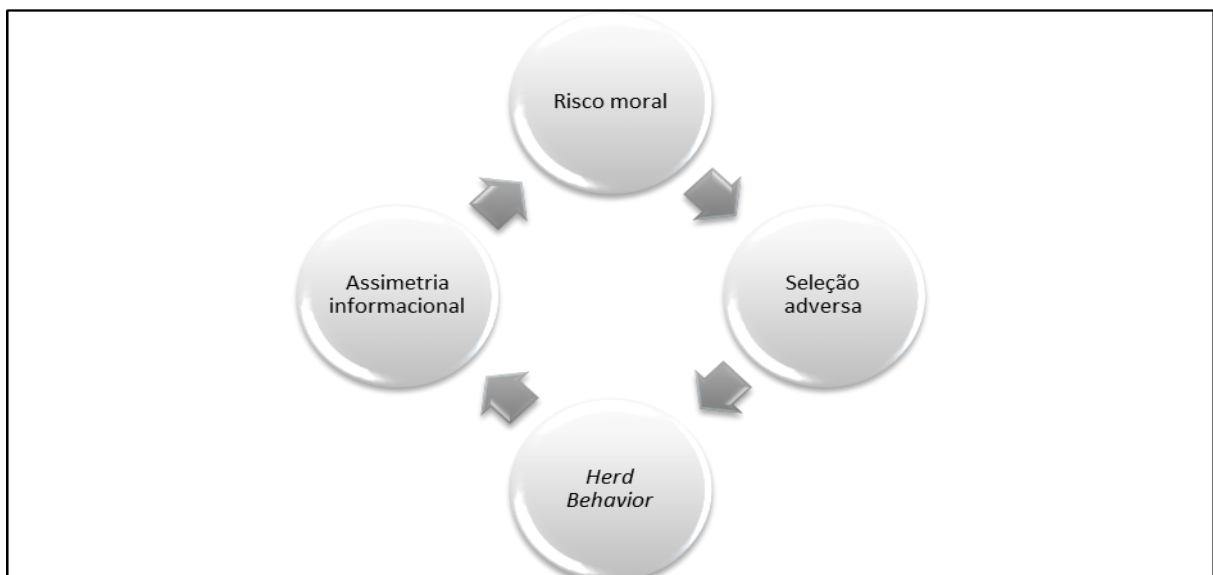 Risco moral
Assimetria
informacional
Seleção
adversa
Herd
Behavior